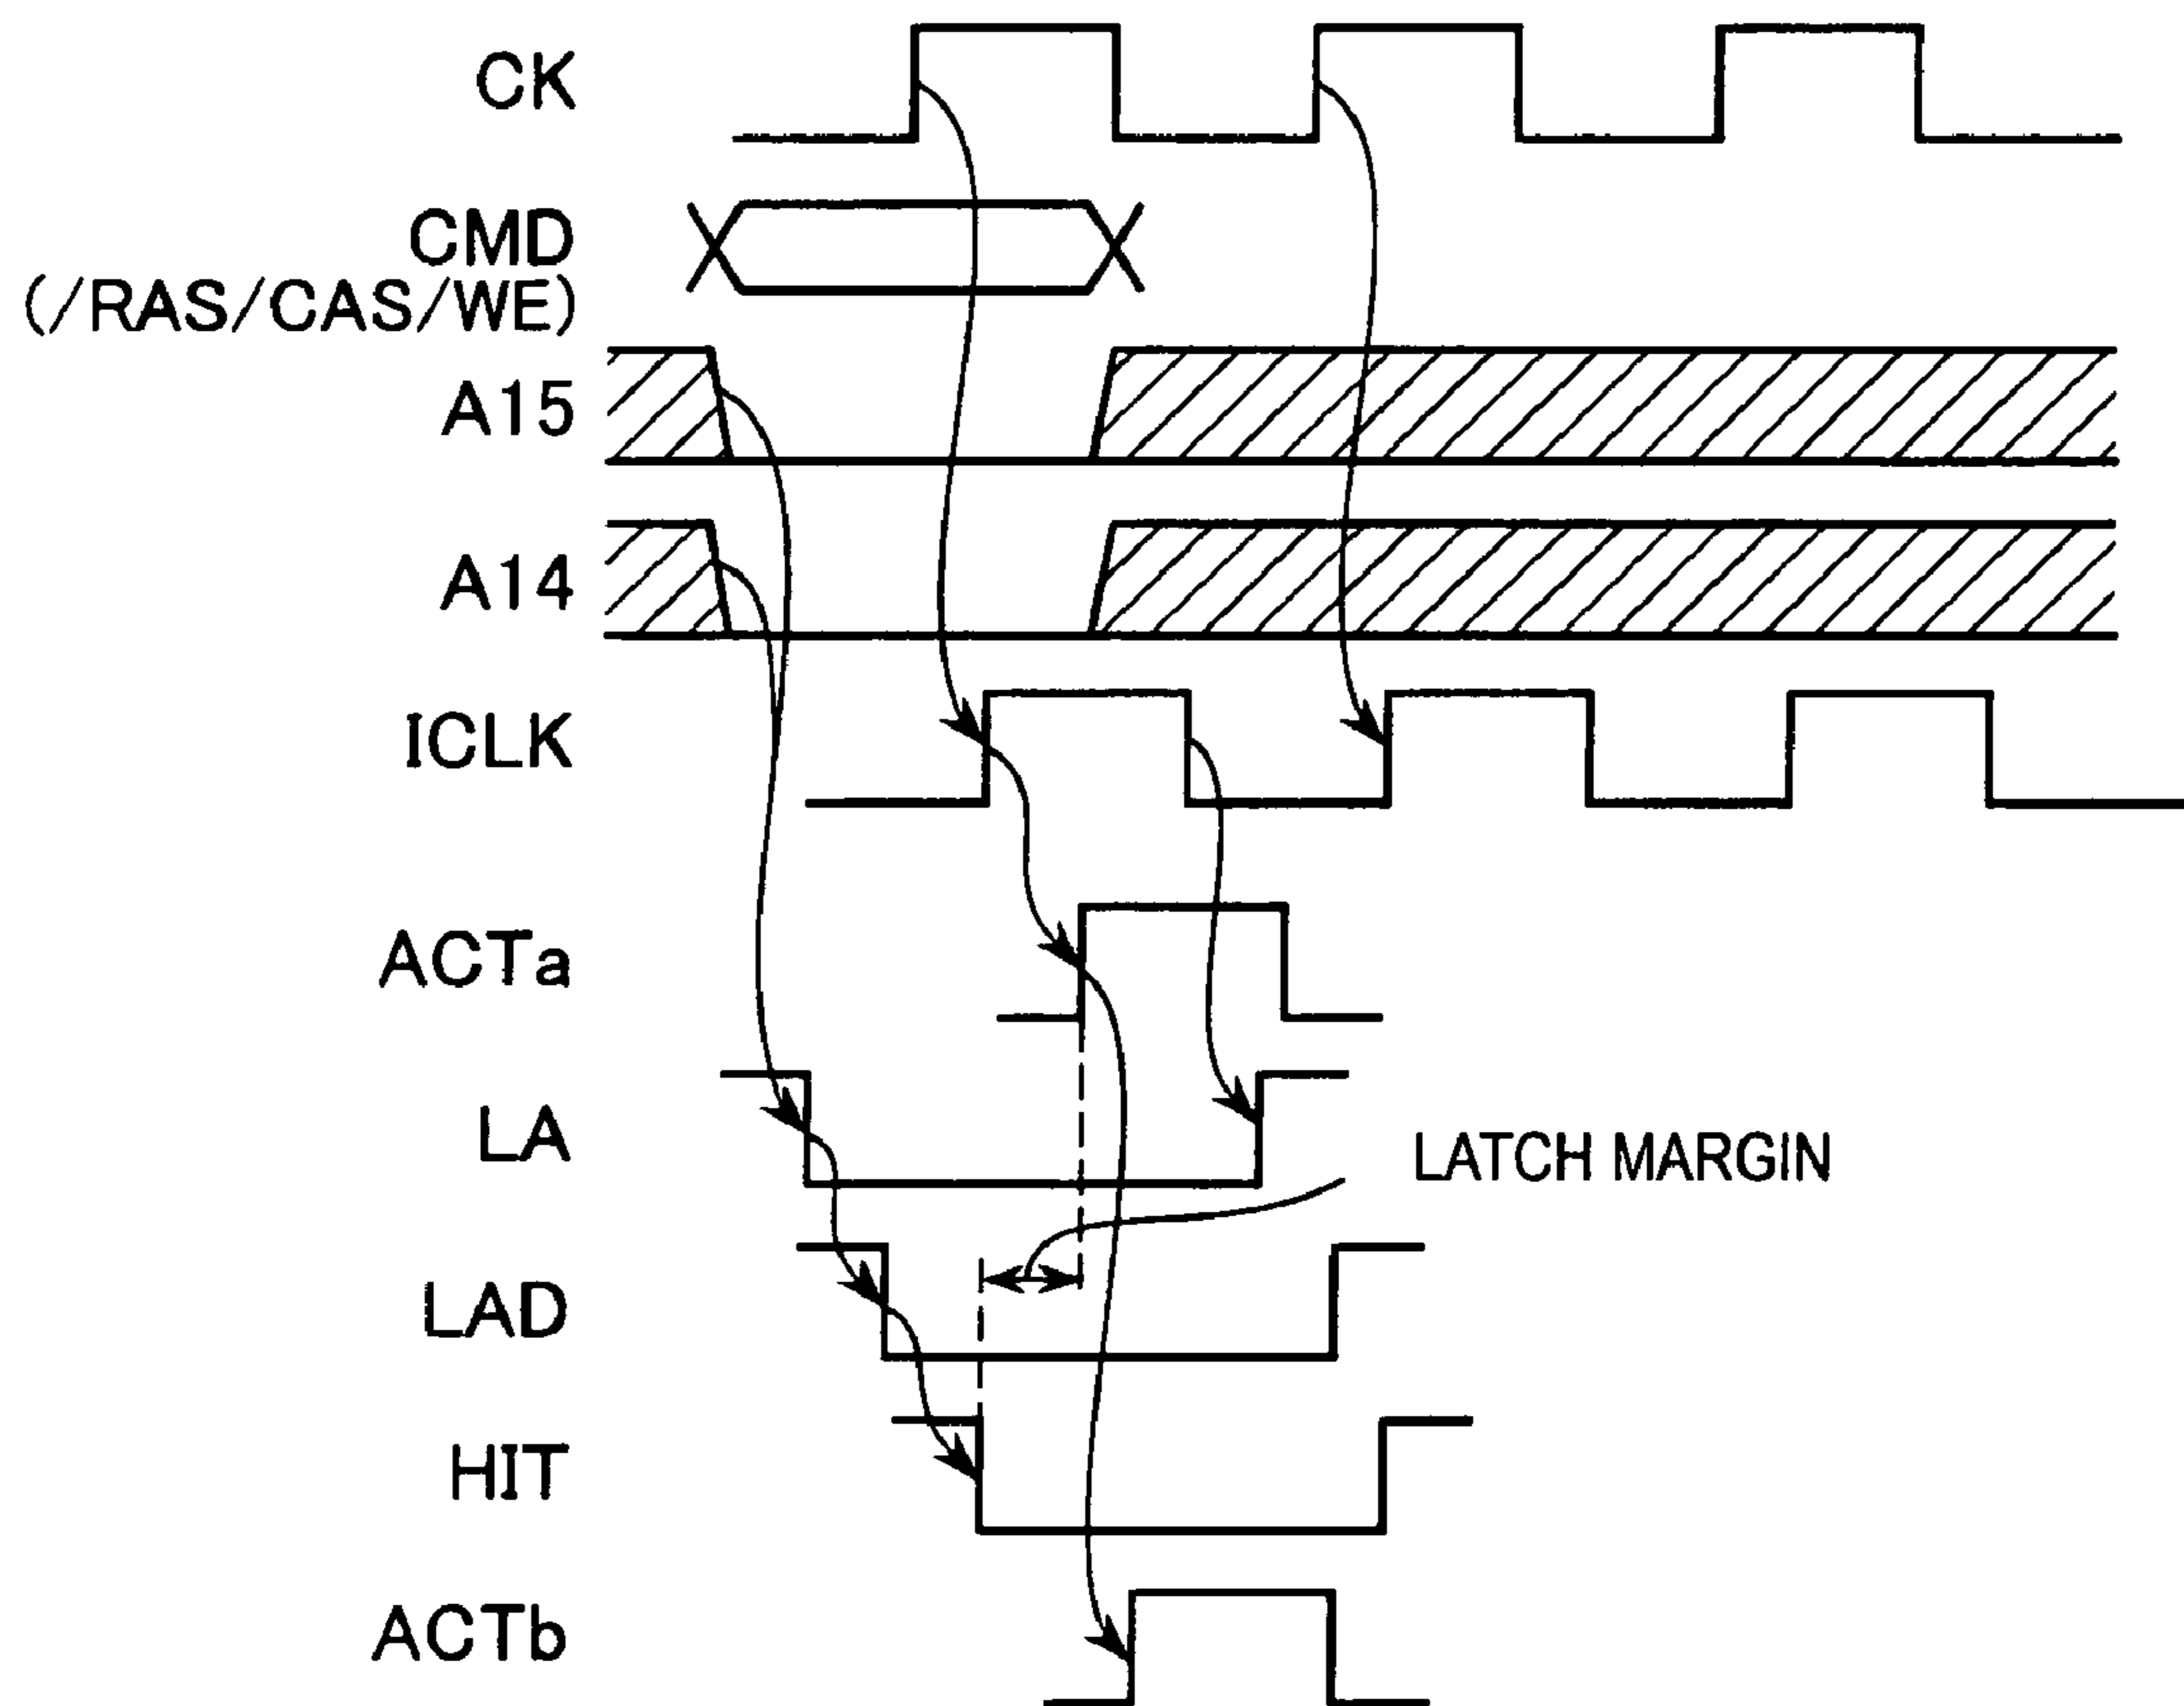 CK
CMD
(/RAS/CAS/WE)
A15
A14
ICLK
ACTa
LA
LATCH MARGIN
LAD
HIT
ACTb